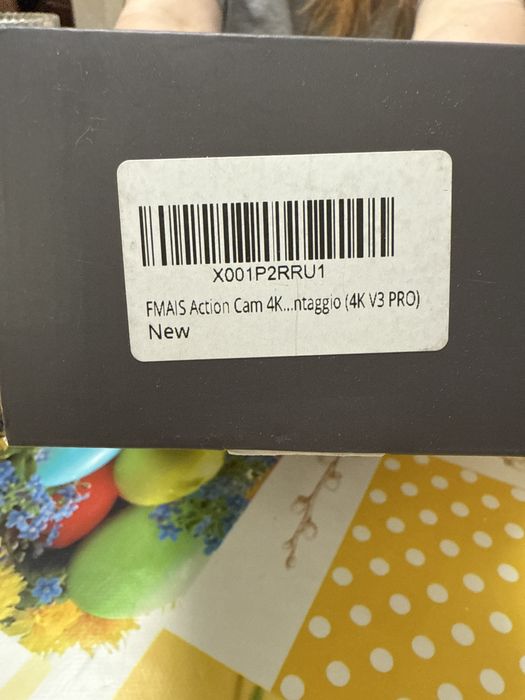 X001P2RRU1
FMAIS Action Cam 4K...ntaggio (4K V3 PRO)
New